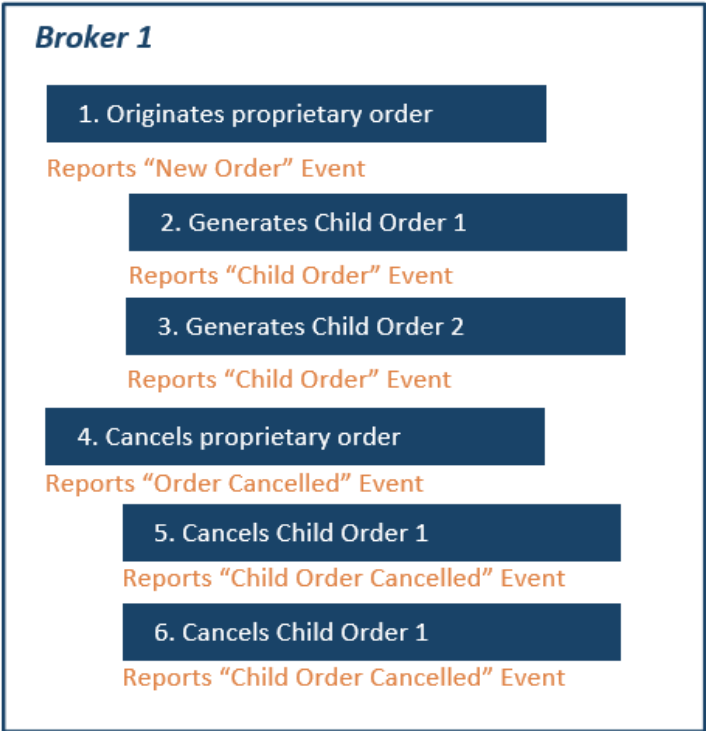 Broker 1
1. Originates proprietary order
Reports “New Order” Event
2. Generates Child Order 1
Reports “Child Order” Event
3. Generates Child Order 2
Reports “Child Order” Event
4. Cancels proprietary order
Reports “Order Cancelled” Event
5. Cancels Child Order 1
Reports “Child Order Cancelled” Event
6. Cancels Child Order 1
Reports “Child Order Cancelled” Event